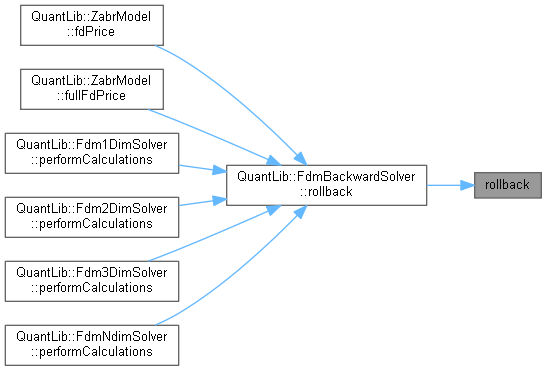 QuantLib::ZabrModel
::fdPrice
QuantLib::ZabrModel
::fullFdPrice
QuantLib::Fdm1DimSolver
::performCalculations
QuantLib::Fdm2DimSolver
::performCalculations
QuantLib::Fdm3DimSolver
::performCalculations
QuantLib::FdmNdimSolver
::performCalculations
QuantLib::FdmBackwardSolver
::rollback
rollback